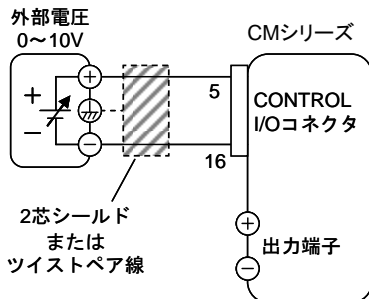 外部電圧
0～10V
CMシリーズ
+
−
+
−
5
16
CONTROL
I/Oコネクタ
2芯シールド
または
ツイストペア線
+
出力端子
−